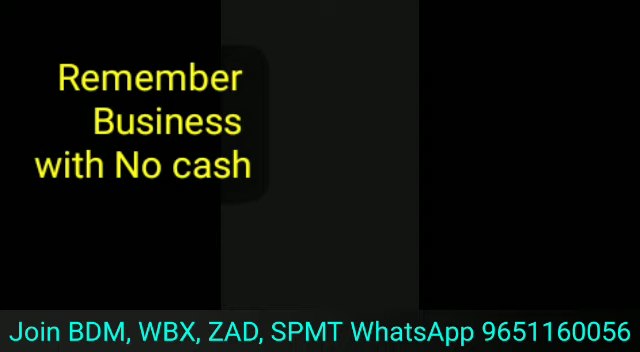 Remember
Business
with No cash
Join BDM, WBX, ZAD, SPMT WhatsApp 9651160056